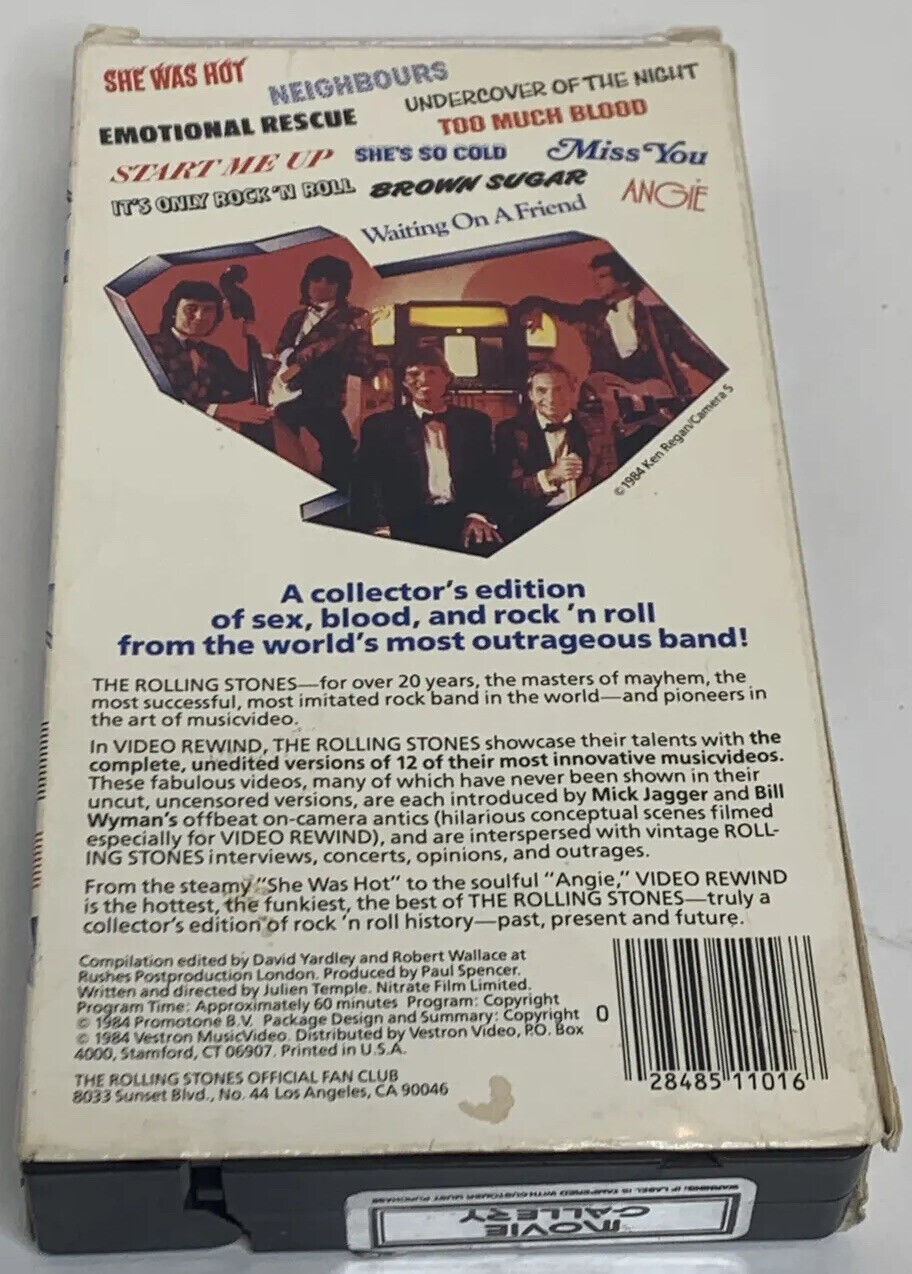 SHE WAS HOT
NEIGHBOURS
UNDERCOVER OF THE NIGHT
EMOTIONAL RESCUE
TOO MUCH BLOOD
START ME UP
SHE'S SO COLD
Miss You
IT'S ONLY ROCK 'N ROLL
BROWN SUGAR
ANGIE
Waiting On A Friend
©1984 Ken Regan/Camera 5
A collector's edition
of sex, blood, and rock 'n roll
from the world's most outrageous band!
THE ROLLING STONES—for over 20 years, the masters of mayhem, the
most successful, most imitated rock band in the world—and pioneers in
the art of musicvideo.
In VIDEO REWIND, THE ROLLING STONES showcase their talents with the
complete, unedited versions of 12 of their most innovative musicvideos.
These fabulous videos, many of which have never been shown in their
uncut, uncensored versions, are each introduced by Mick Jagger and Bill
Wyman's offbeat on-camera antics (hilarious conceptual scenes filmed
especially for VIDEO REWIND), and are interspersed with vintage ROLL-
ING STONES interviews, concerts, opinions, and outrages.
From the steamy "She Was Hot" to the soulful "Angie," VIDEO REWIND
is the hottest, the funkiest, the best of THE ROLLING STONES—truly a
collector's edition of rock 'n roll history—past, present and future.
Compilation edited by David Yardley and Robert Wallace at
Rushes Postproduction London. Produced by Paul Spencer.
Written and directed by Julien Temple. Nitrate Film Limited.
Program Time: Approximately 60 minutes Program: Copyright
© 1984 Promotone B.V. Package Design and Summary: Copyright
© 1984 Vestron MusicVideo. Distributed by Vestron Video, P.O. Box
4000, Stamford, CT 06907. Printed in U.S.A.
THE ROLLING STONES OFFICIAL FAN CLUB
8033 Sunset Blvd., No. 44 Los Angeles, CA 90046
0 28485 11016
WARNING: IF LABEL IS TAMPERED WITH CUSTOMER MUST PURCHASE
MOVIE
GALLERY